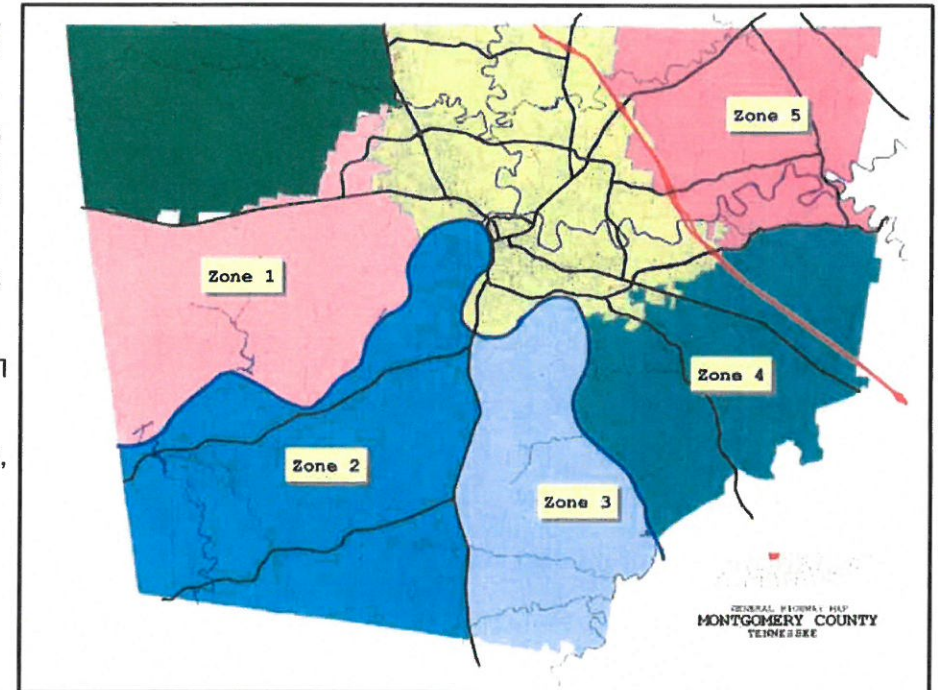 Zone 5
Zone 1
Zone 4
Zone 2
Zone 3
GENERAL HIGHWAY MAP
MONTGOMERY COUNTY
TENNESSEE